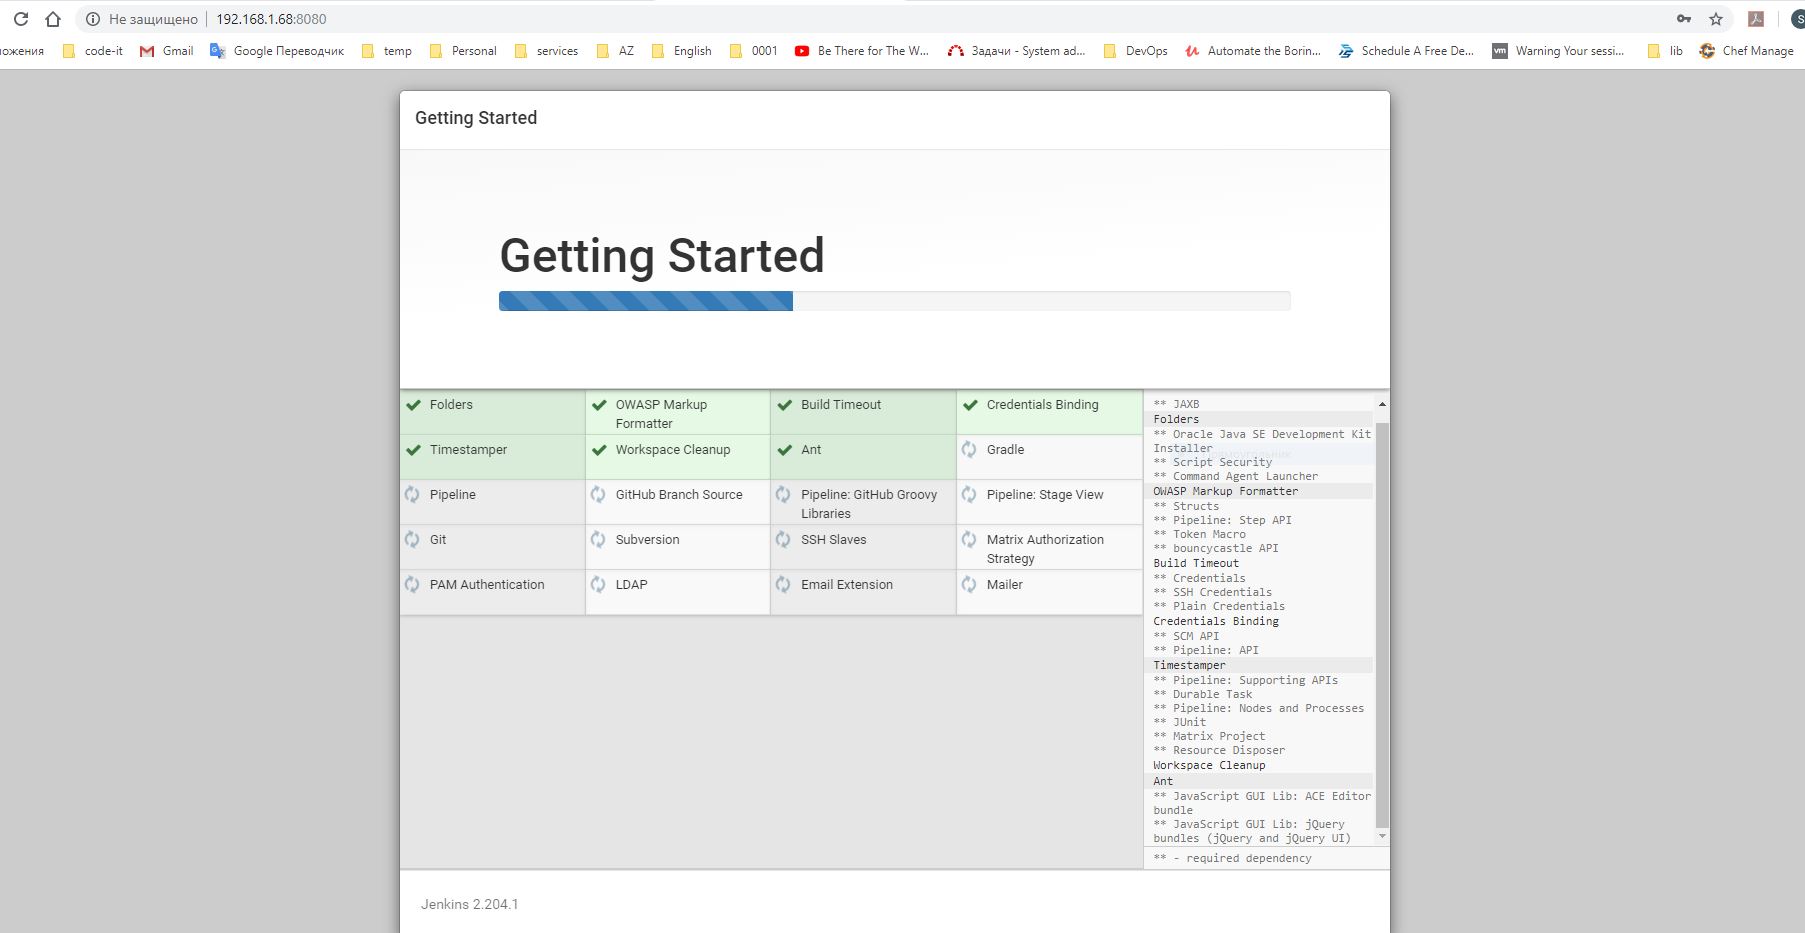 Не защищено 192.168.1.68:8080
ложения code-it Gmail Google Переводчик temp Personal services AZ English 0001 Be There for The W... Задачи - System ad... DevOps Automate the Borin... Schedule A Free De... Warning Your sessi... lib Chef Manage
Getting Started
Getting Started
Folders
OWASP Markup
Formatter
Build Timeout
Credentials Binding
Timestamper
Workspace Cleanup
Ant
Gradle
Pipeline
GitHub Branch Source
Pipeline: GitHub Groovy
Libraries
Pipeline: Stage View
Git
Subversion
SSH Slaves
Matrix Authorization
Strategy
PAM Authentication
LDAP
Email Extension
Mailer
** JAXB
Folders
** Oracle Java SE Development Kit
Installer
** Script Security
** Command Agent Launcher
OWASP Markup Formatter
** Structs
** Pipeline: Step API
** Token Macro
** bouncycastle API
Build Timeout
** Credentials
** SSH Credentials
** Plain Credentials
Credentials Binding
** SCM API
** Pipeline: API
Timestamper
** Pipeline: Supporting APIs
** Durable Task
** Pipeline: Nodes and Processes
** JUnit
** Matrix Project
** Resource Disposer
Workspace Cleanup
Ant
** JavaScript GUI Lib: ACE Editor
bundle
** JavaScript GUI Lib: jQuery
bundles (jQuery and jQuery UI)
** - required dependency
Jenkins 2.204.1